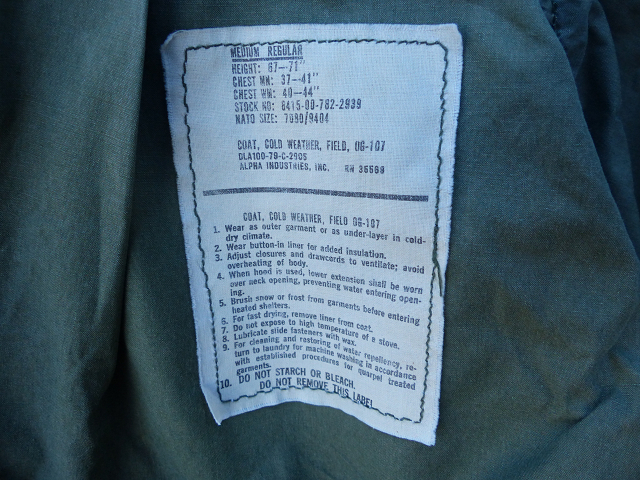 MEDIUM REGULAR
HEIGHT: 67--71"
CHEST MN: 37--41"
CHEST WM: 40--44"
STOCK NO: 8415-00-782-2939
NATO SIZE: 7080/9404
COAT, COLD WEATHER, FIELD, OG-107
DLA100-79-C-2905
ALPHA INDUSTRIES, INC. RN 35589
COAT, COLD WEATHER, FIELD OG-107
1. Wear as outer garment or as under-layer in cold-
dry climate.
2. Wear button-in liner for added insulation.
3. Adjust closures and drawcords to ventilate; avoid
overheating of body.
4. When hood is used, lower extension shall be worn
over neck opening, preventing water entering open-
ing.
5. Brush snow or frost from garments before entering
heated shelters.
6. For fast drying, remove liner from coat.
7. Do not expose to high temperature of a stove.
8. Lubricate slide fasteners with wax.
9. For cleaning and restoring of water repellency, re-
turn to laundry for machine washing in accordance
with established procedures for quarpel treated
garments.
10. DO NOT STARCH OR BLEACH.
DO NOT REMOVE THIS LABEL